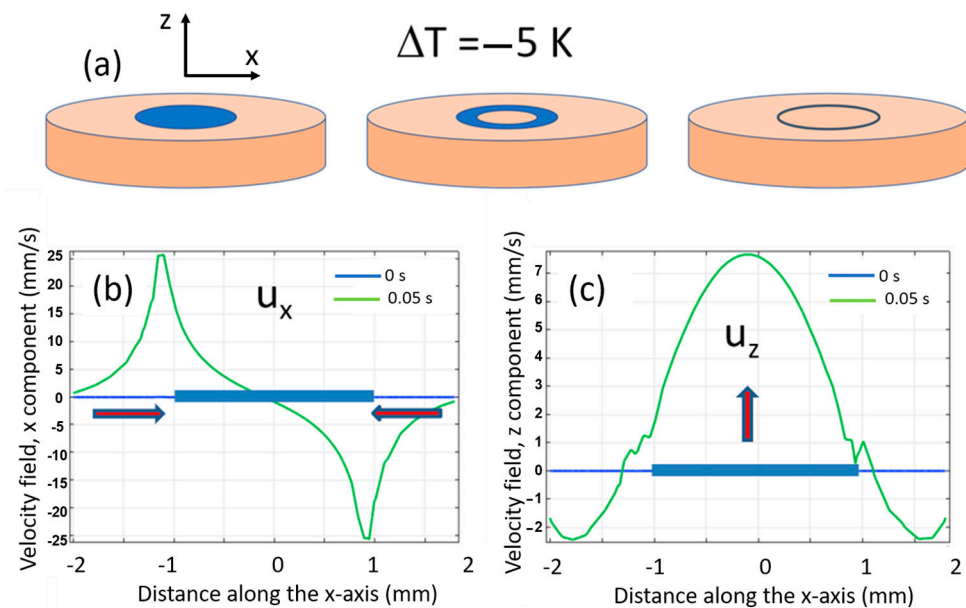 (a)
z
x
ΔT =–5 K
(b)
Velocity field, x component (mm/s)
25
20
15
10
5
0
-5
-10
-15
-20
-25
uₓ
0 s
0.05 s
-2
-1
0
1
2
Distance along the x-axis (mm)
(c)
Velocity field, z component (mm/s)
7
6
5
4
3
2
1
0
-1
-2
u_z
0 s
0.05 s
-2
-1
0
1
2
Distance along the x-axis (mm)